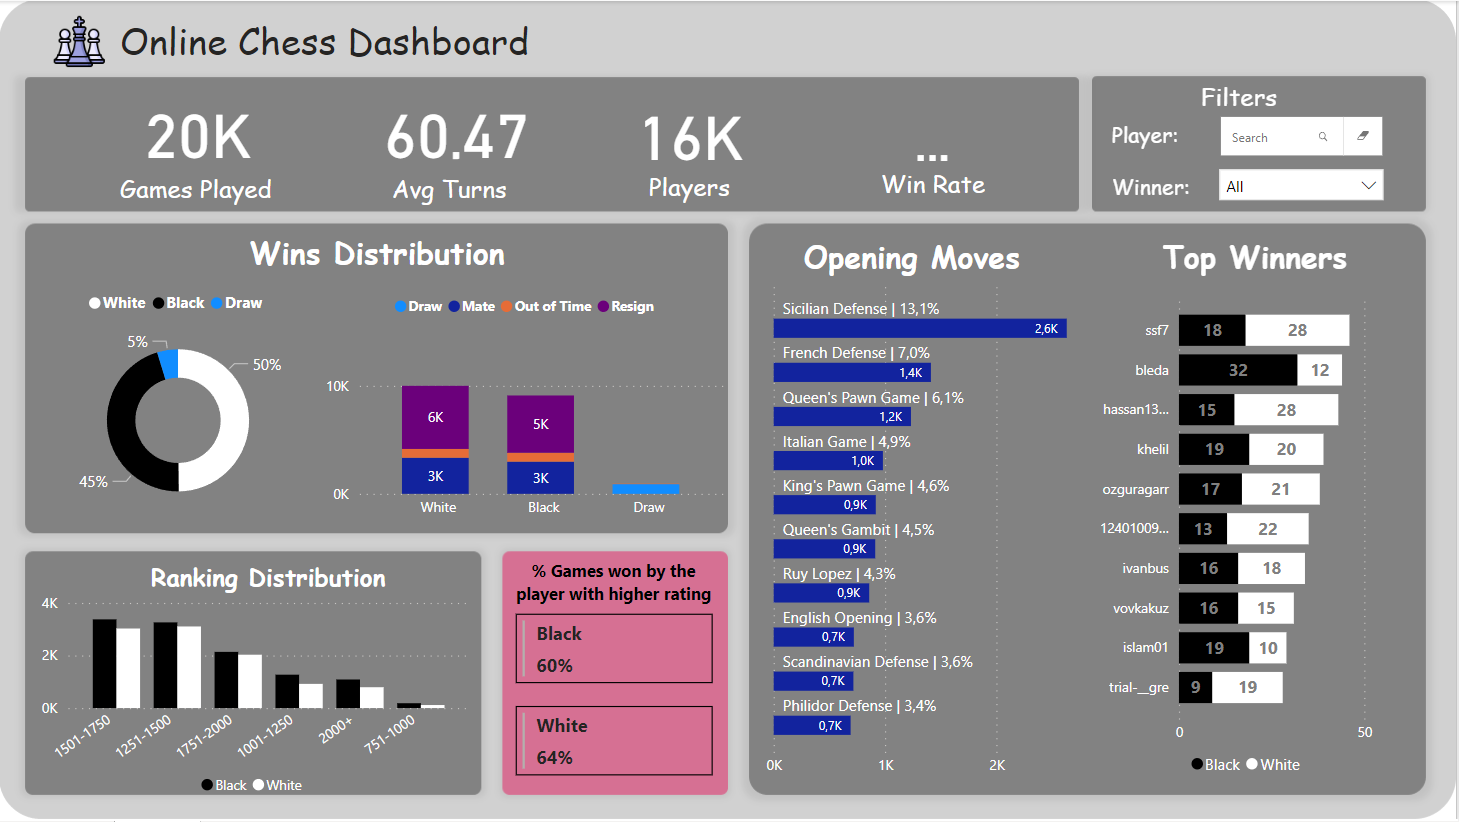 Online Chess Dashboard
20K
Games Played
60.47
Avg Turns
16K
Players
...
Win Rate
Filters
Player:
Search
Winner:
All
Wins Distribution
White Black Draw
5%
50%
45%
Draw Mate Out of Time Resign
10K
0K
6K
3K
5K
3K
White
Black
Draw
Ranking Distribution
4K
2K
0K
1501-1750
1251-1500
1751-2000
1001-1250
2000+
751-1000
Black White
% Games won by the
player with higher rating
Black
60%
White
64%
Opening Moves
Sicilian Defense | 13,1%
2,6K
French Defense | 7,0%
1,4K
Queen's Pawn Game | 6,1%
1,2K
Italian Game | 4,9%
1,0K
King's Pawn Game | 4,6%
0,9K
Queen's Gambit | 4,5%
0,9K
Ruy Lopez | 4,3%
0,9K
English Opening | 3,6%
0,7K
Scandinavian Defense | 3,6%
0,7K
Philidor Defense | 3,4%
0,7K
0K 1K 2K
Top Winners
ssf7 18 28
bleda 32 12
hassan13... 15 28
khelil 19 20
ozguragarr 17 21
12401009... 13 22
ivanbus 16 18
vovkakuz 16 15
islam01 19 10
trial-__gre 9 19
0 50
Black White